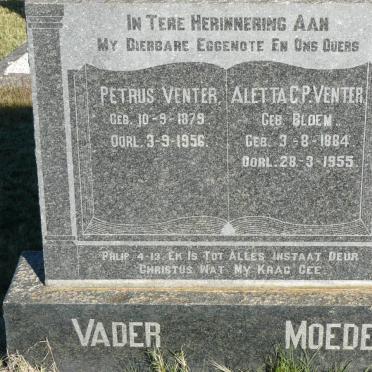 IN TERE HERINNERING AAN
MY DIERBARE EGGENOTE EN ONS OUERS
PETRUS VENTER,
GEB. 10-9-1879.
OORL. 3-9-1956.
ALETTA C.P. VENTER,
GEB BLOEM
GEB. 3-8-1884
OORL. 28-3-1955.
PHLIP. 4-13. EK IS TOT ALLES INSTAAT DEUR
CHRISTUS WAT MY KRAG GEE.
VADER MOEDE